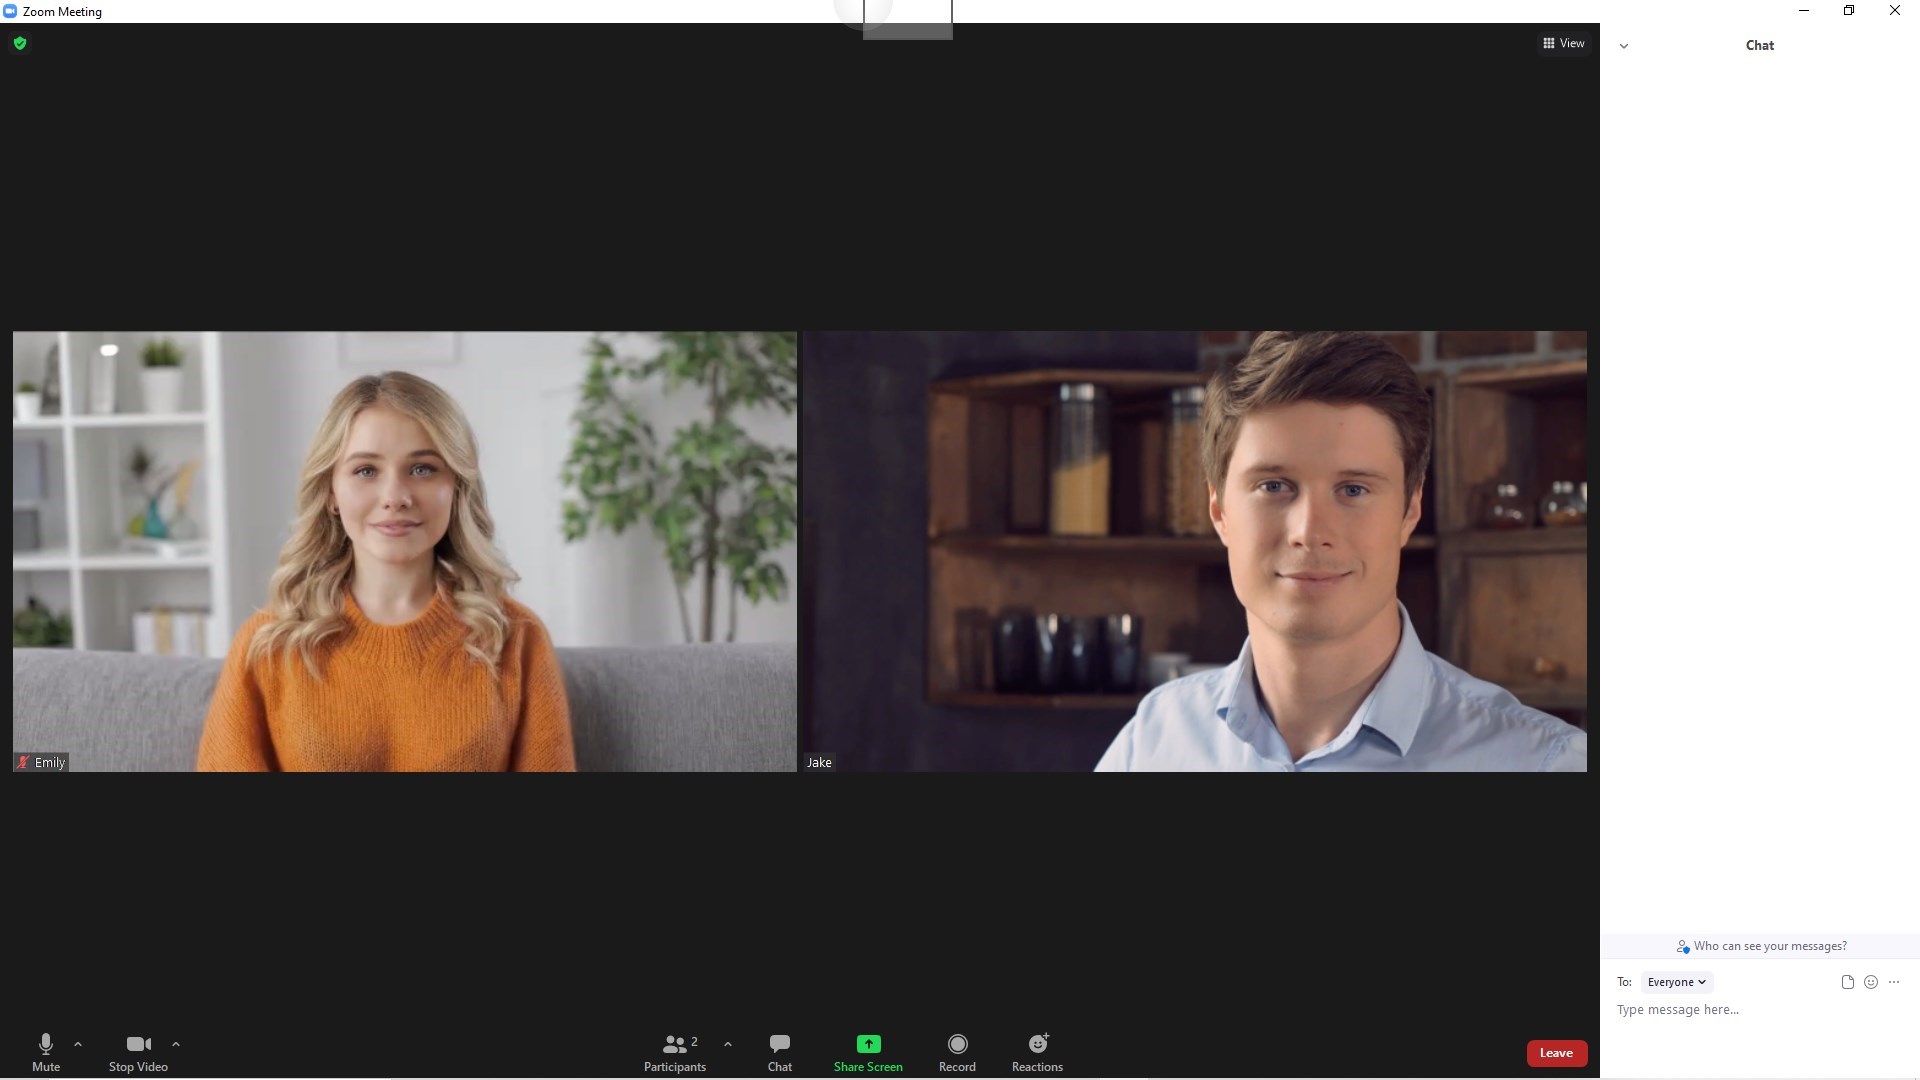 Zoom Meeting
View
Chat
Emily
Jake
Who can see your messages?
To: Everyone
Type message here...
Mute
Stop Video
Participants 2
Chat
Share Screen
Record
Reactions
Leave